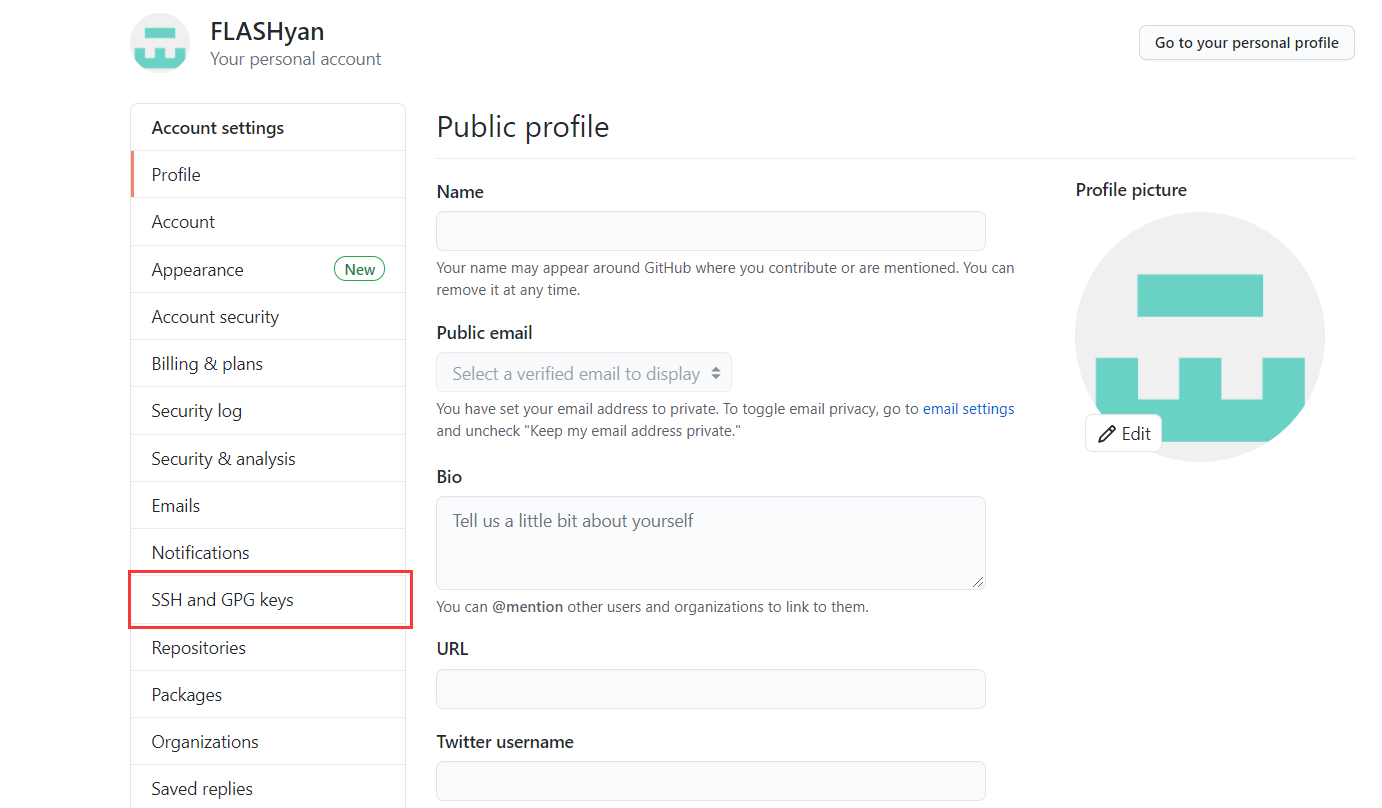 FLASHyan
Your personal account
Go to your personal profile
Account settings
Profile
Account
Appearance
New
Account security
Billing & plans
Security log
Security & analysis
Emails
Notifications
SSH and GPG keys
Repositories
Packages
Organizations
Saved replies
Public profile
Name
Your name may appear around GitHub where you contribute or are mentioned. You can
remove it at any time.
Public email
Select a verified email to display
You have set your email address to private. To toggle email privacy, go to email settings
and uncheck "Keep my email address private."
Bio
Tell us a little bit about yourself
You can @mention other users and organizations to link to them.
URL
Twitter username
Profile picture
Edit